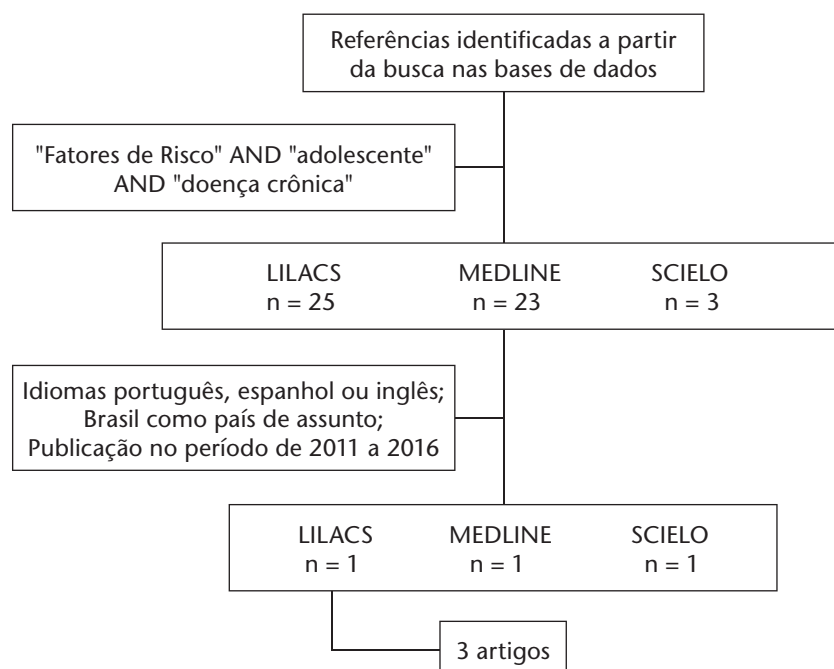 Referências identificadas a partir
da busca nas bases de dados
"Fatores de Risco" AND "adolescente"
AND "doença crônica"
LILACS MEDLINE SCIELO
n = 25 n = 23 n = 3
Idiomas português, espanhol ou inglês;
Brasil como país de assunto;
Publicação no período de 2011 a 2016
LILACS MEDLINE SCIELO
n = 1 n = 1 n = 1
3 artigos